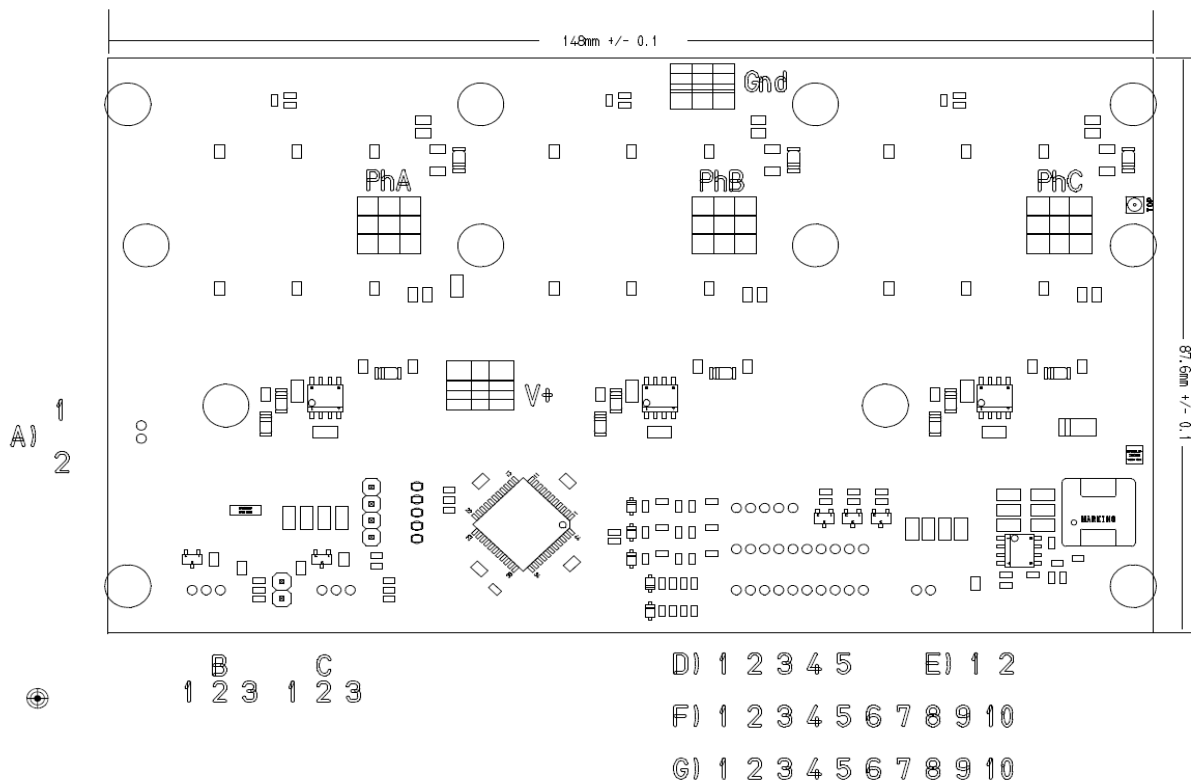 148mm +/- 0.1
Gnd
PhA PhB PhC
TOP
87.6mm +/- 0.1
V+
1
A)
2
MARKING
B C
1 2 3 1 2 3
D) 1 2 3 4 5 E) 1 2
F) 1 2 3 4 5 6 7 8 9 10
G) 1 2 3 4 5 6 7 8 9 10